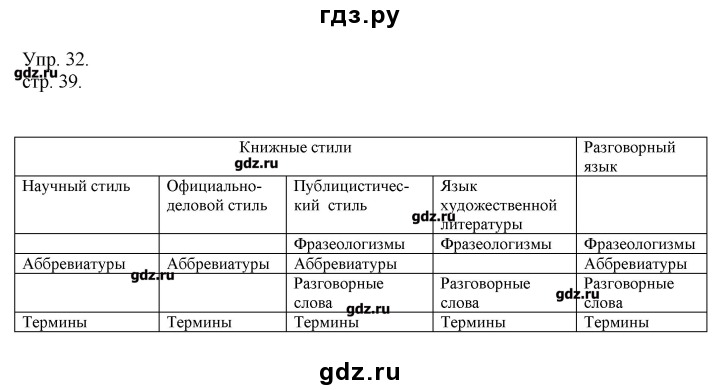 гдз.ру
Упр. 32.
gdz.ru
стр. 39.
Книжные стили
Разговорный
язык
gdz.ru
Научный стиль
Официально-
деловой стиль
Публицистичес-
кий стиль
Язык
художественной
литературы
gdz.ru
Фразеологизмы Фразеологизмы Фразеологизмы
Аббревиатуры Аббревиатуры Аббревиатуры Аббревиатуры
gdz.ru
Разговорные
слова
Разговорные
слова
Разговорные
слова
gdz.ru
gdz.ru
Термины Термины Термины Термины Термины
gdz.ru